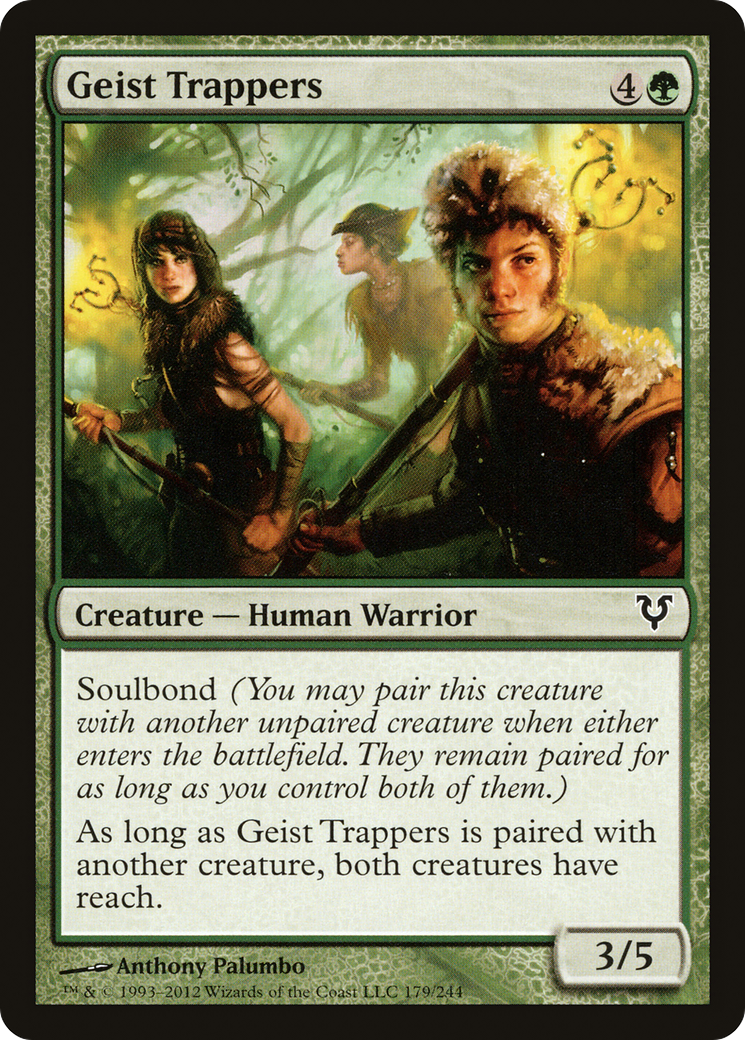 Geist Trappers 4
Creature — Human Warrior
Soulbond (You may pair this creature
with another unpaired creature when either
enters the battlefield. They remain paired for
as long as you control both of them.)
As long as Geist Trappers is paired with
another creature, both creatures have
reach.
3/5
Anthony Palumbo
™ & © 1993–2012 Wizards of the Coast LLC 179/244